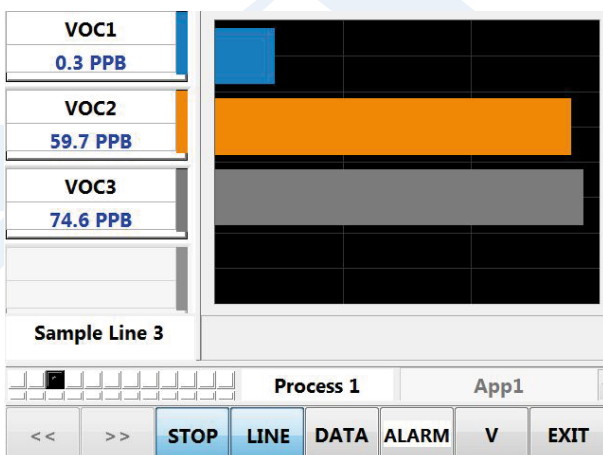 VOC1
0.3 PPB
VOC2
59.7 PPB
VOC3
74.6 PPB
Sample Line 3
Process 1 App1
<< >> STOP LINE DATA ALARM V EXIT